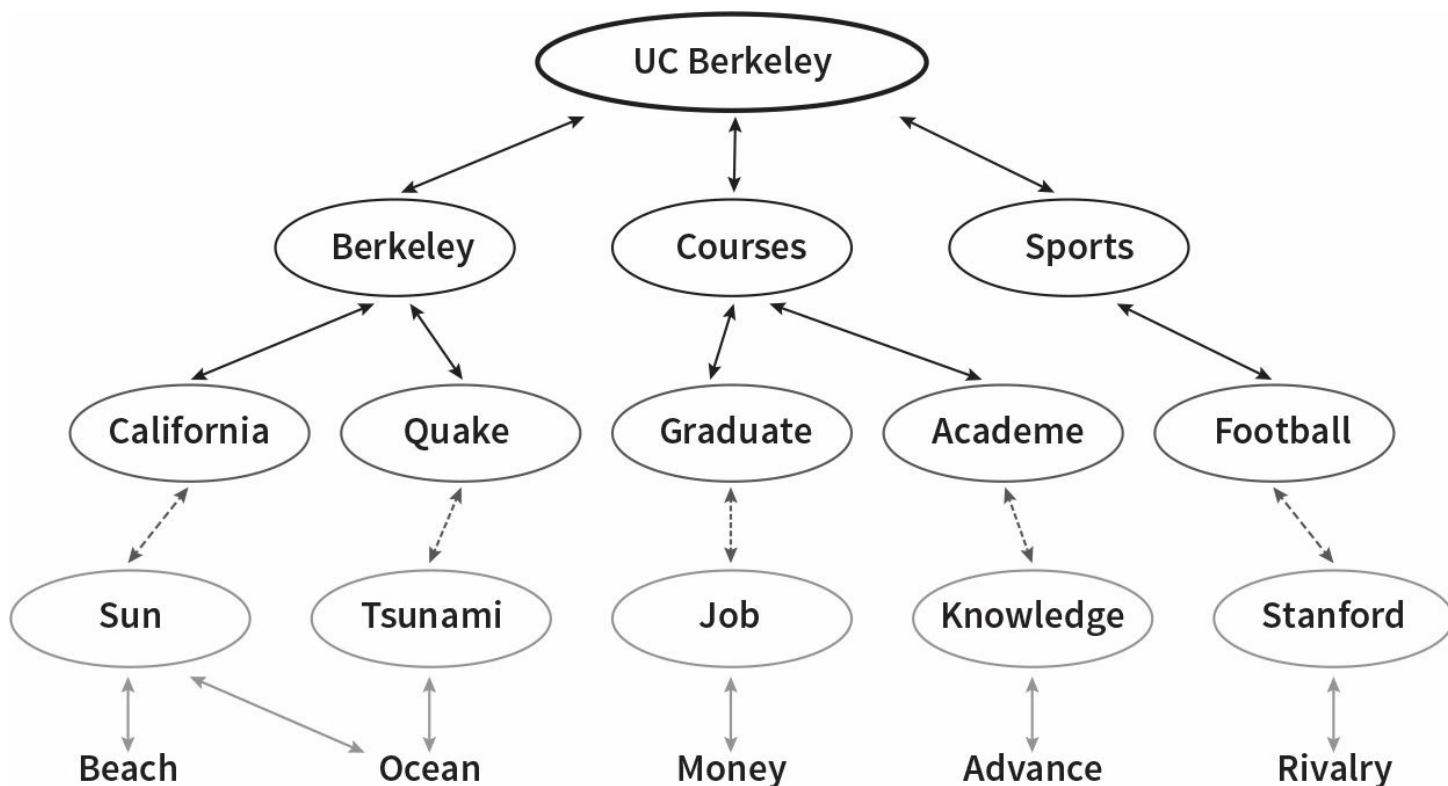 UC Berkeley
Berkeley
Courses
Sports
California
Quake
Graduate
Academe
Football
Sun
Tsunami
Job
Knowledge
Stanford
Beach
Ocean
Money
Advance
Rivalry